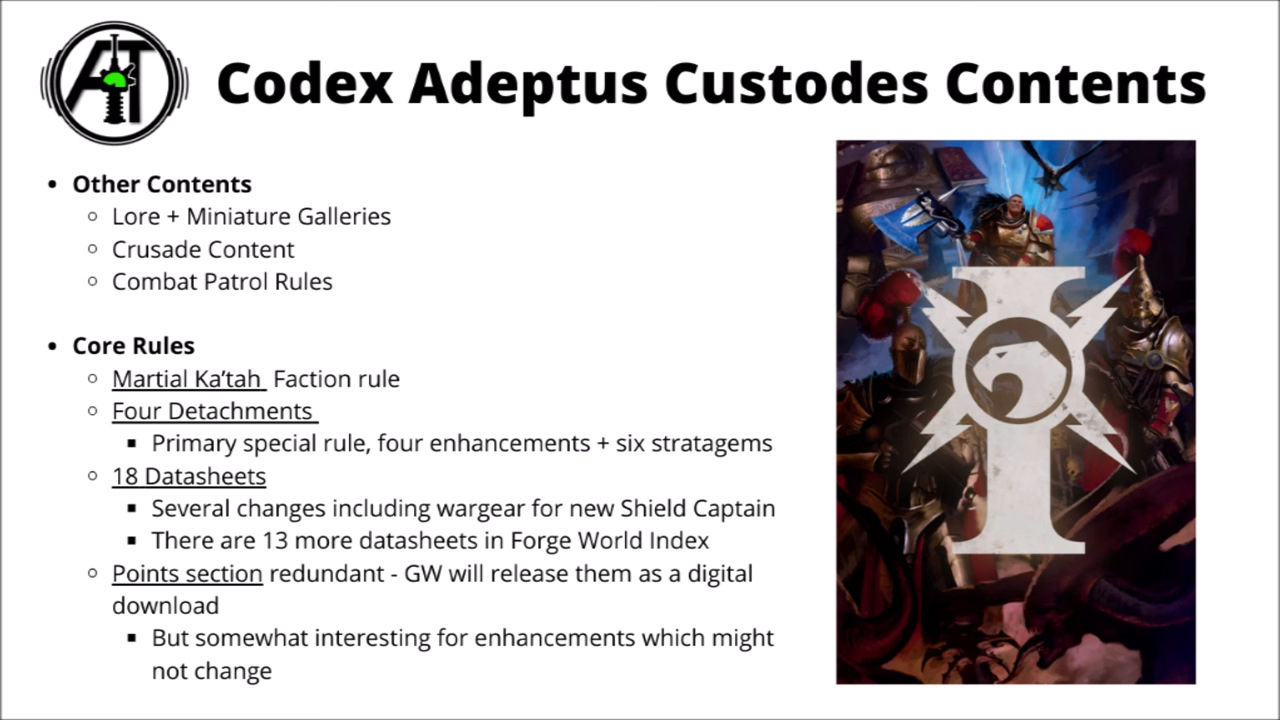 AT
Codex Adeptus Custodes Contents
• Other Contents
○ Lore + Miniature Galleries
○ Crusade Content
○ Combat Patrol Rules
• Core Rules
○ Martial Ka’tah Faction rule
○ Four Detachments
▪ Primary special rule, four enhancements + six stratagems
○ 18 Datasheets
▪ Several changes including wargear for new Shield Captain
▪ There are 13 more datasheets in Forge World Index
○ Points section redundant - GW will release them as a digital
download
▪ But somewhat interesting for enhancements which might
not change